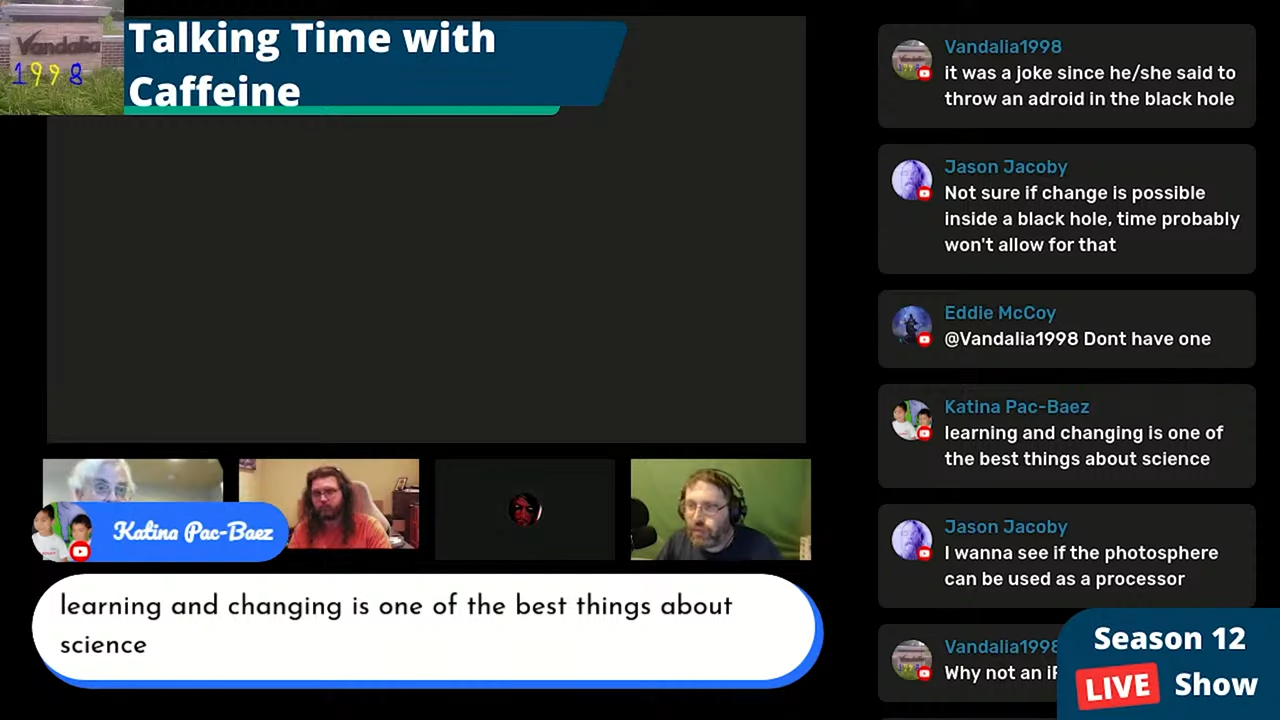 Vandalia
1998
Talking Time with
Caffeine
Vandalia1998
it was a joke since he/she said to
throw an adroid in the black hole
Jason Jacoby
Not sure if change is possible
inside a black hole, time probably
won't allow for that
Eddie McCoy
@Vandalia1998 Dont have one
Katina Pac-Baez
learning and changing is one of
the best things about science
Jason Jacoby
I wanna see if the photosphere
can be used as a processor
Vandalia1998
Why not an
Katina Pac-Baez
learning and changing is one of the best things about
science
Season 12
LIVE Show